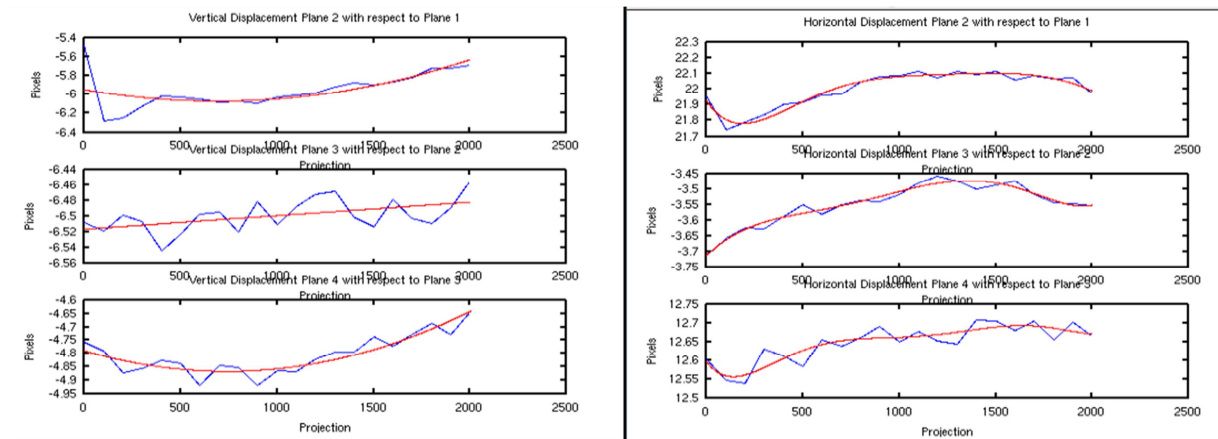 Vertical Displacement Plane 2 with respect to Plane 1
-5.4
-5.6
-5.8
-6
-6.2
-6.4
Pixels
0 500 1000 1500 2000 2500
Projection
Vertical Displacement Plane 3 with respect to Plane 2
-6.44
-6.46
-6.5
-6.54
-6.56
Pixels
0 500 1000 1500 2000 2500
Projection
Vertical Displacement Plane 4 with respect to Plane 3
-4.6
-4.65
-4.7
-4.75
-4.8
-4.85
-4.9
-4.95
Pixels
0 500 1000 1500 2000 2500
Projection
Horizontal Displacement Plane 2 with respect to Plane 1
22.3
22.2
22.1
22
21.9
21.8
21.7
Pixels
0 500 1000 1500 2000 2500
Projection
Horizontal Displacement Plane 3 with respect to Plane 2
-3.45
-3.5
-3.55
-3.6
-3.65
-3.7
-3.75
Pixels
0 500 1000 1500 2000 2500
Projection
Horizontal Displacement Plane 4 with respect to Plane 3
12.75
12.7
12.65
12.6
12.55
12.5
Pixels
0 500 1000 1500 2000 2500
Projection